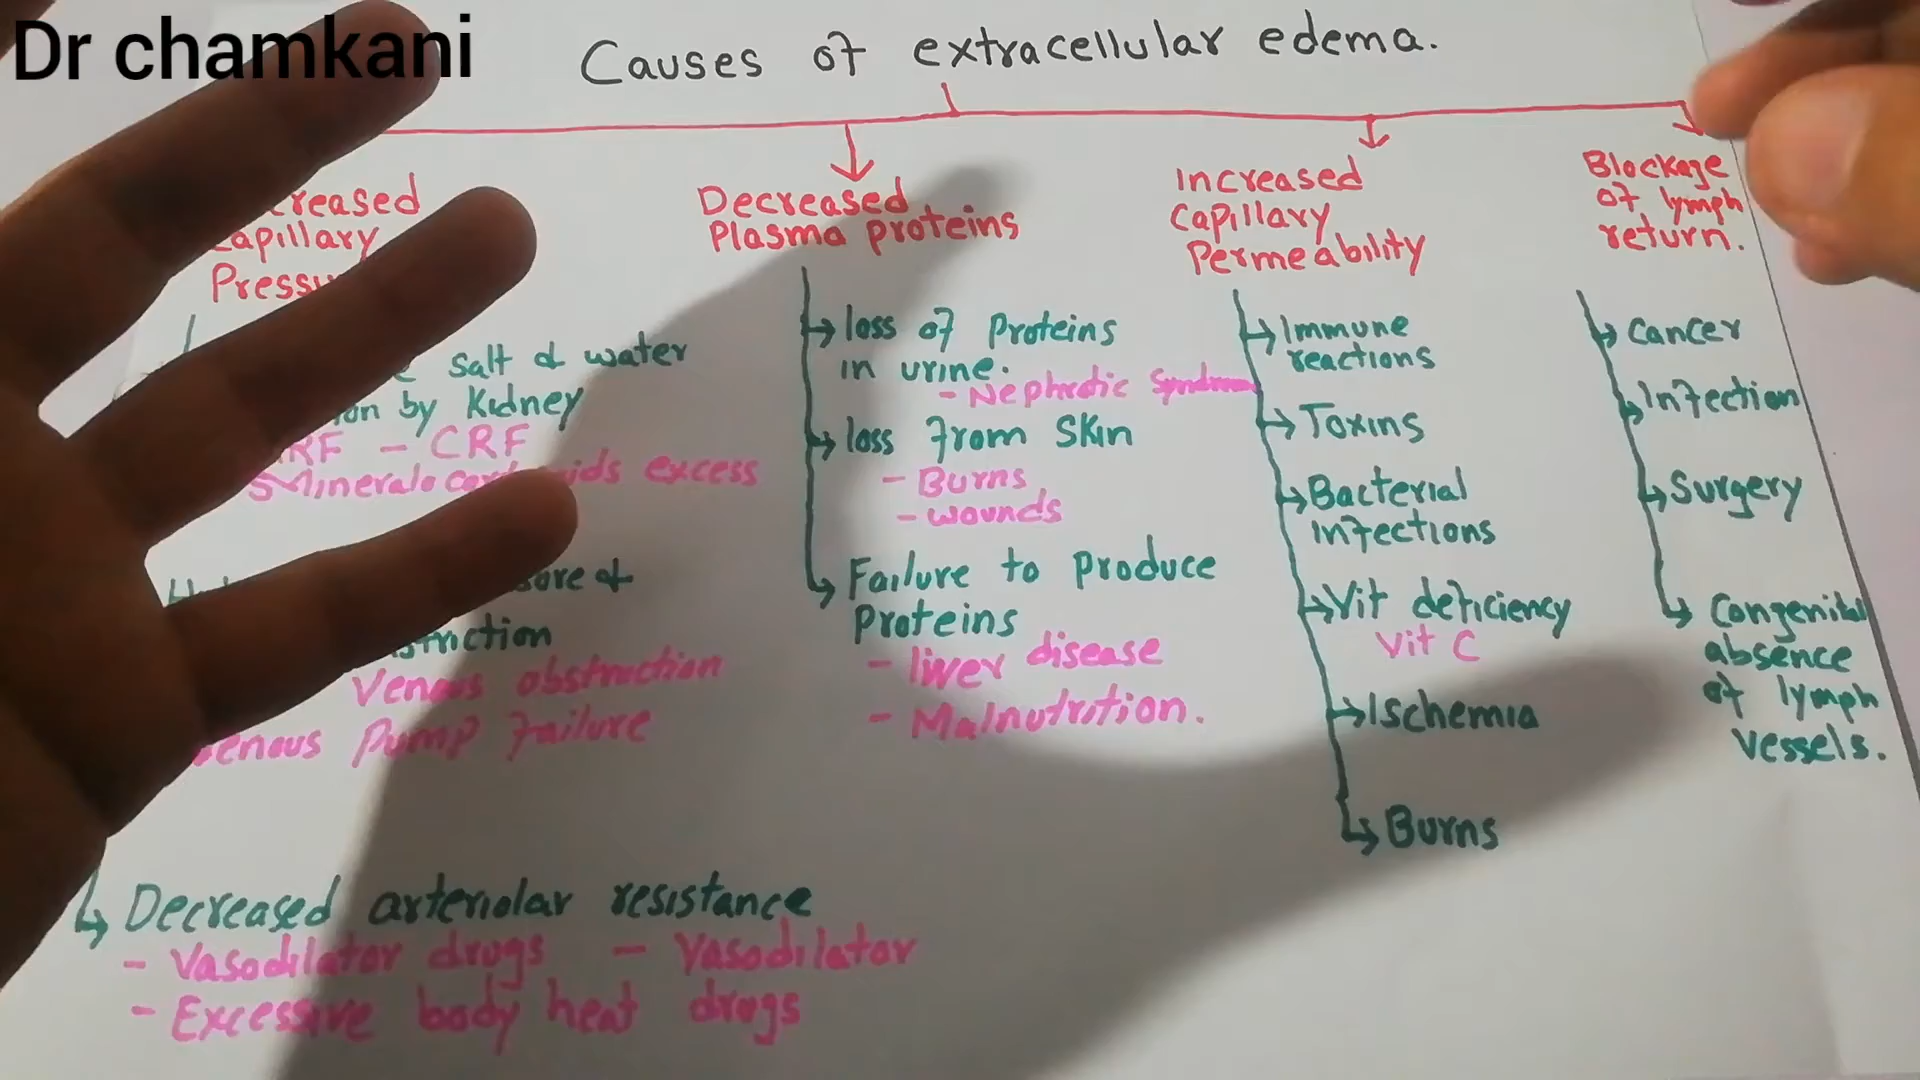 Dr chamkani
Causes of extracellular edema.
Capillary
Decreased
Plasma proteins
Increased
Capillary
Permeability
Blockage
of lymph
return.
salt & water
by Kidney
- CRF
excess
Venous obstruction
Pump failure
Decreased arteriolar resistance
- Vasodilator drugs - Vasodilator
- Excessive body heat drugs
loss of proteins
in urine.
- Nephrotic Syndrom
loss from Skin
- Burns
- wounds
Failure to produce
Proteins
- liver disease
- Malnutrition.
Immune
reactions
Toxins
Bacterial
infections
Vit deficiency
Vit C
Ischemia
Burns
Cancer
Infection
Surgery
Congenital
absence
of lymph
vessels.